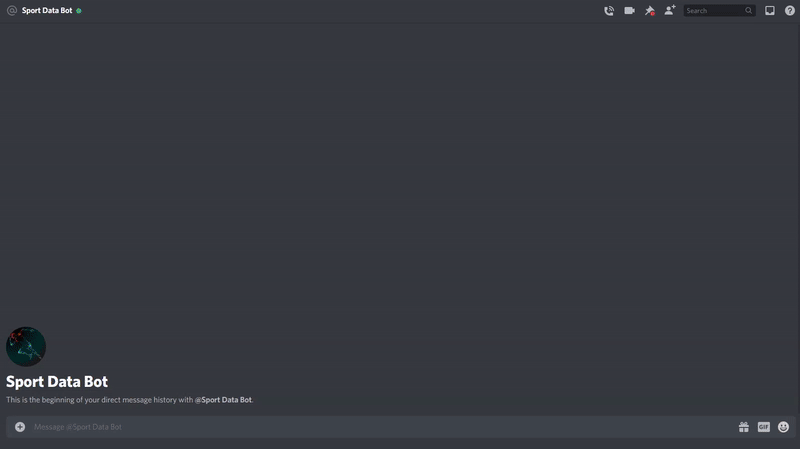 @ Sport Data Bot
Search
Sport Data Bot
This is the beginning of your direct message history with @Sport Data Bot.
Message @Sport Data Bot
GIF